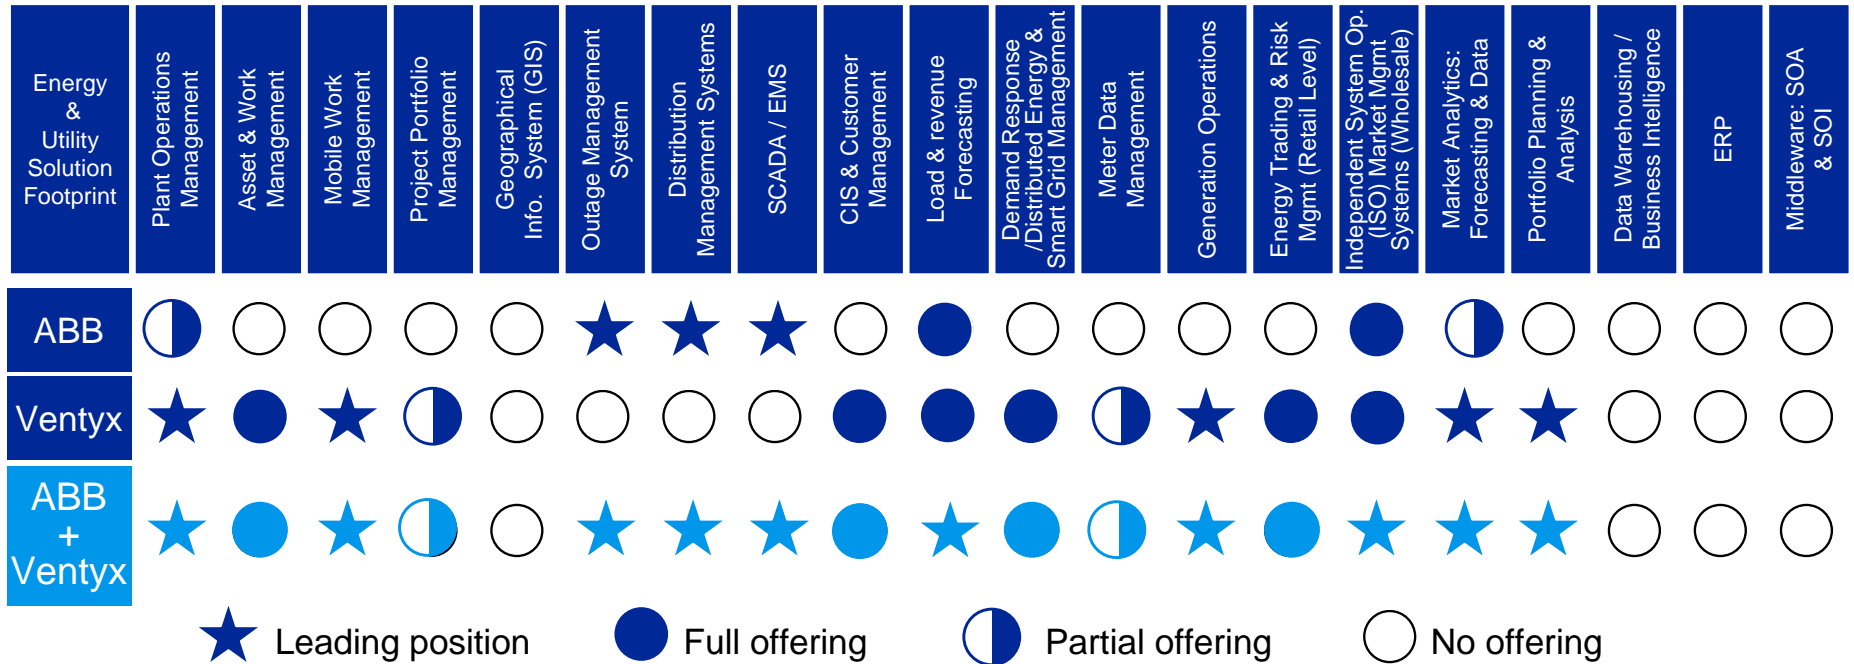 Energy
&
Utility
Solution
Footprint
Plant Operations
Management
Asset & Work
Management
Mobile Work
Management
Project Portfolio
Management
Geographical
Info. System (GIS)
Outage Management
System
Distribution
Management Systems
SCADA / EMS
CIS & Customer
Management
Load & revenue
Forecasting
Demand Response
/Distributed Energy &
Smart Grid Management
Meter Data
Management
Generation Operations
Energy Trading & Risk
Mgmt (Retail Level)
Independent System Op.
(ISO) Market Mgmt
Systems (Wholesale)
Market Analytics:
Forecasting & Data
Portfolio Planning &
Analysis
Data Warehousing /
Business Intelligence
ERP
Middleware: SOA
& SOI
ABB
Ventyx
ABB
+
Ventyx
Leading position
Full offering
Partial offering
No offering